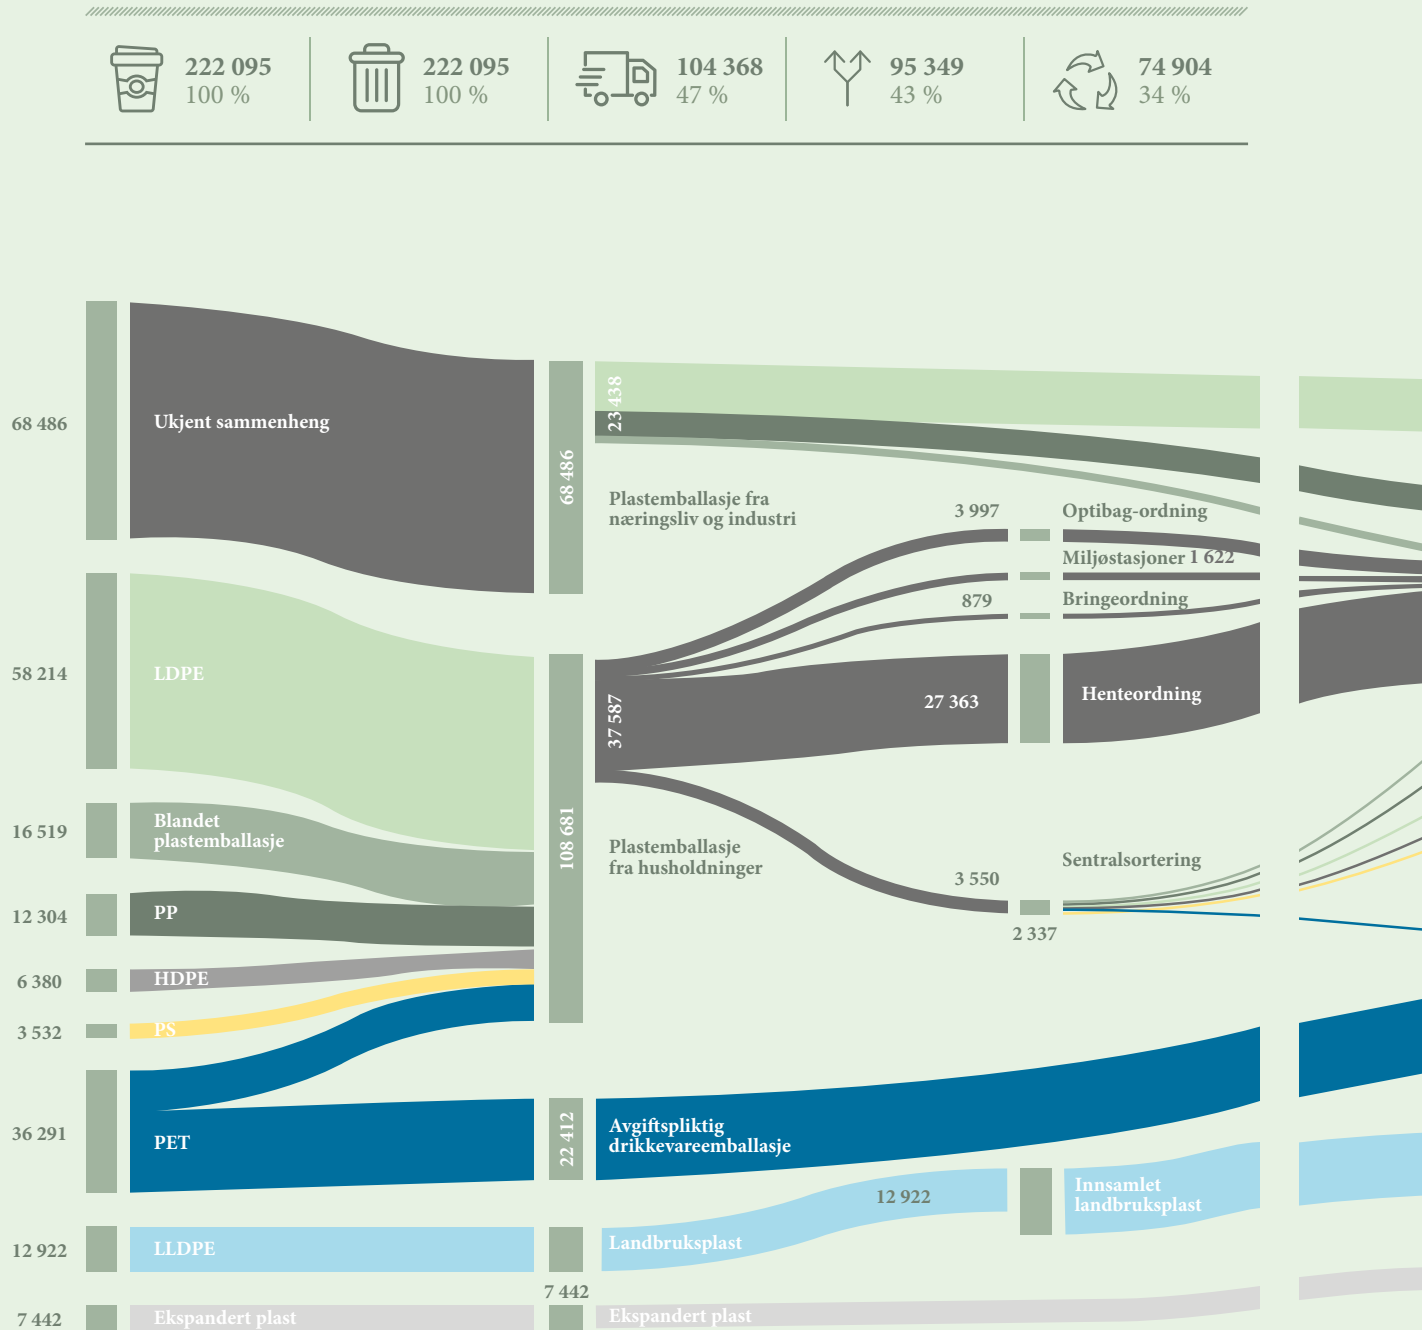 222 095
100 %
222 095
100 %
104 368
47 %
95 349
43 %
74 904
34 %
68 486
Ukjent sammenheng
68 486
23 438
Plastemballasje fra
næringsliv og industri
3 997
Optibag-ordning
Miljøstasjoner 1 622
879
Bringeordning
58 214
LDPE
37 587
27 363
Henteordning
16 519
Blandet
plastemballasje
108 681
Plastemballasje
fra husholdninger
3 550
Sentralsortering
2 337
12 304
PP
6 380
HDPE
3 532
PS
36 291
PET
22 412
Avgiftspliktig
drikkevareemballasje
12 922
Innsamlet
landbruksplast
12 922
LLDPE
Landbruksplast
7 442
7 442
Ekspandert plast
Ekspandert plast